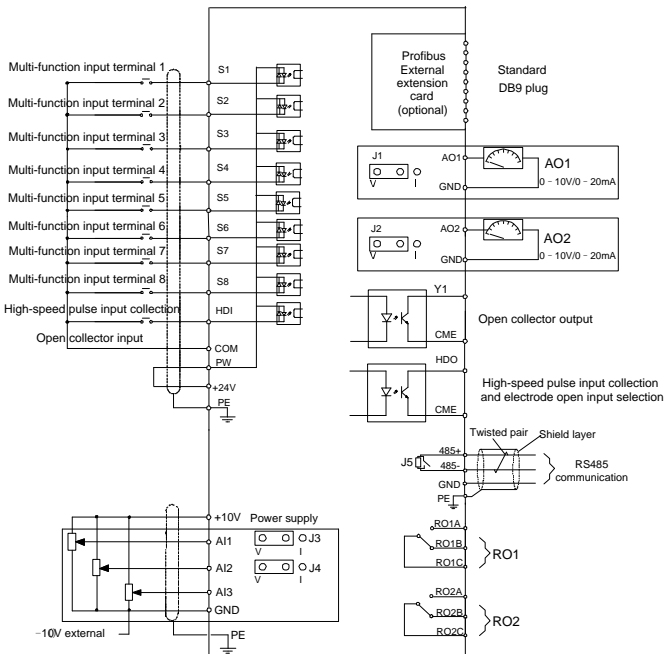 Multi-function input terminal 1
S1
Multi-function input terminal 2
S2
Multi-function input terminal 3
S3
Multi-function input terminal 4
S4
Multi-function input terminal 5
S5
Multi-function input terminal 6
S6
Multi-function input terminal 7
S7
Multi-function input terminal 8
S8
High-speed pulse input collection
HDI
Open collector input
COM
PW
+24V
PE
+10V Power supply
AI1
J3
V I
AI2
J4
V I
AI3
GND
-10V external
PE
Profibus
External
extension
card
(optional)
Standard
DB9 plug
J1
V I
AO1
GND
AO1
0-10V/0-20mA
J2
V I
AO2
GND
AO2
0-10V/0-20mA
Y1
CME
Open collector output
HDO
CME
High-speed pulse input collection
and electrode open input selection
Twisted pair
Shield layer
J5
485+
485-
GND
PE
RS485
communication
RO1A
RO1B
RO1C
RO1
RO2A
RO2B
RO2C
RO2